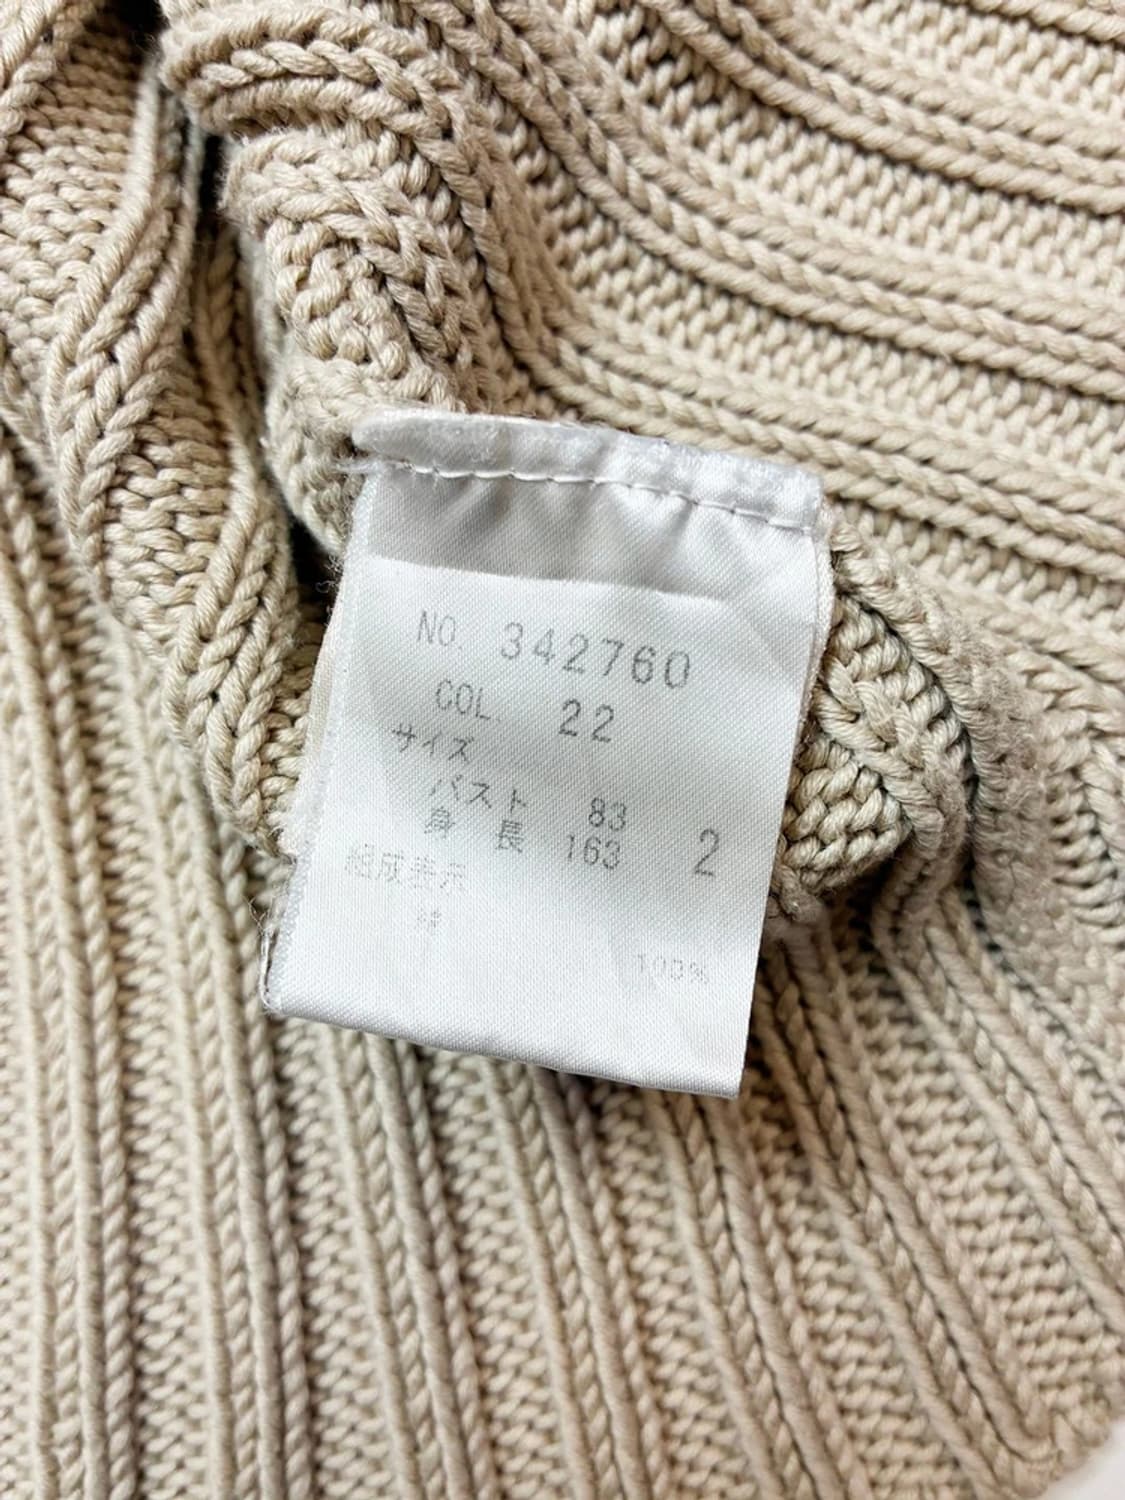 NO. 342760
COL. 22
サイズ
バスト 83
身長 163 2
組成表示
綿
100%